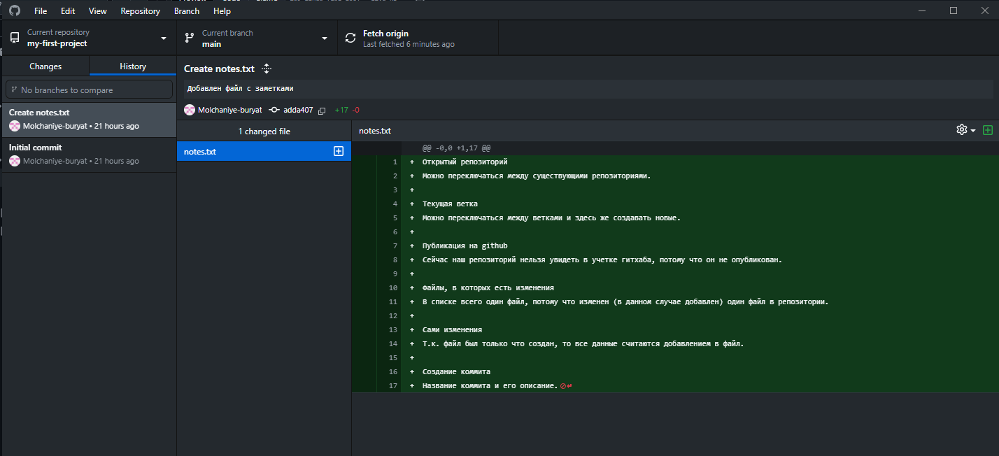 File Edit View Repository Branch Help
Current repository
my-first-project
Current branch
main
Fetch origin
Last fetched 6 minutes ago
Changes
History
No branches to compare
Create notes.txt
Molchaniye-buryat • 21 hours ago
Initial commit
Molchaniye-buryat • 21 hours ago
Create notes.txt
Добавлен файл с заметками
Molchaniye-buryat adda407 +17 -0
1 changed file
notes.txt
notes.txt
@@ -0,0 +1,17 @@
1 + Открытый репозиторий
2 + Можно переключаться между существующими репозиториями.
3 +
4 + Текущая ветка
5 + Можно переключаться между ветками и здесь же создавать новые.
6 +
7 + Публикация на github
8 + Сейчас наш репозиторий нельзя увидеть в учетке гитхаба, потому что он не опубликован.
9 +
10 + Файлы, в которых есть изменения
11 + В списке всего один файл, потому что изменен (в данном случае добавлен) один файл в репозитории.
12 +
13 + Сами изменения
14 + Т.к. файл был только что создан, то все данные считаются добавлением в файл.
15 +
16 + Создание коммита
17 + Название коммита и его описание.